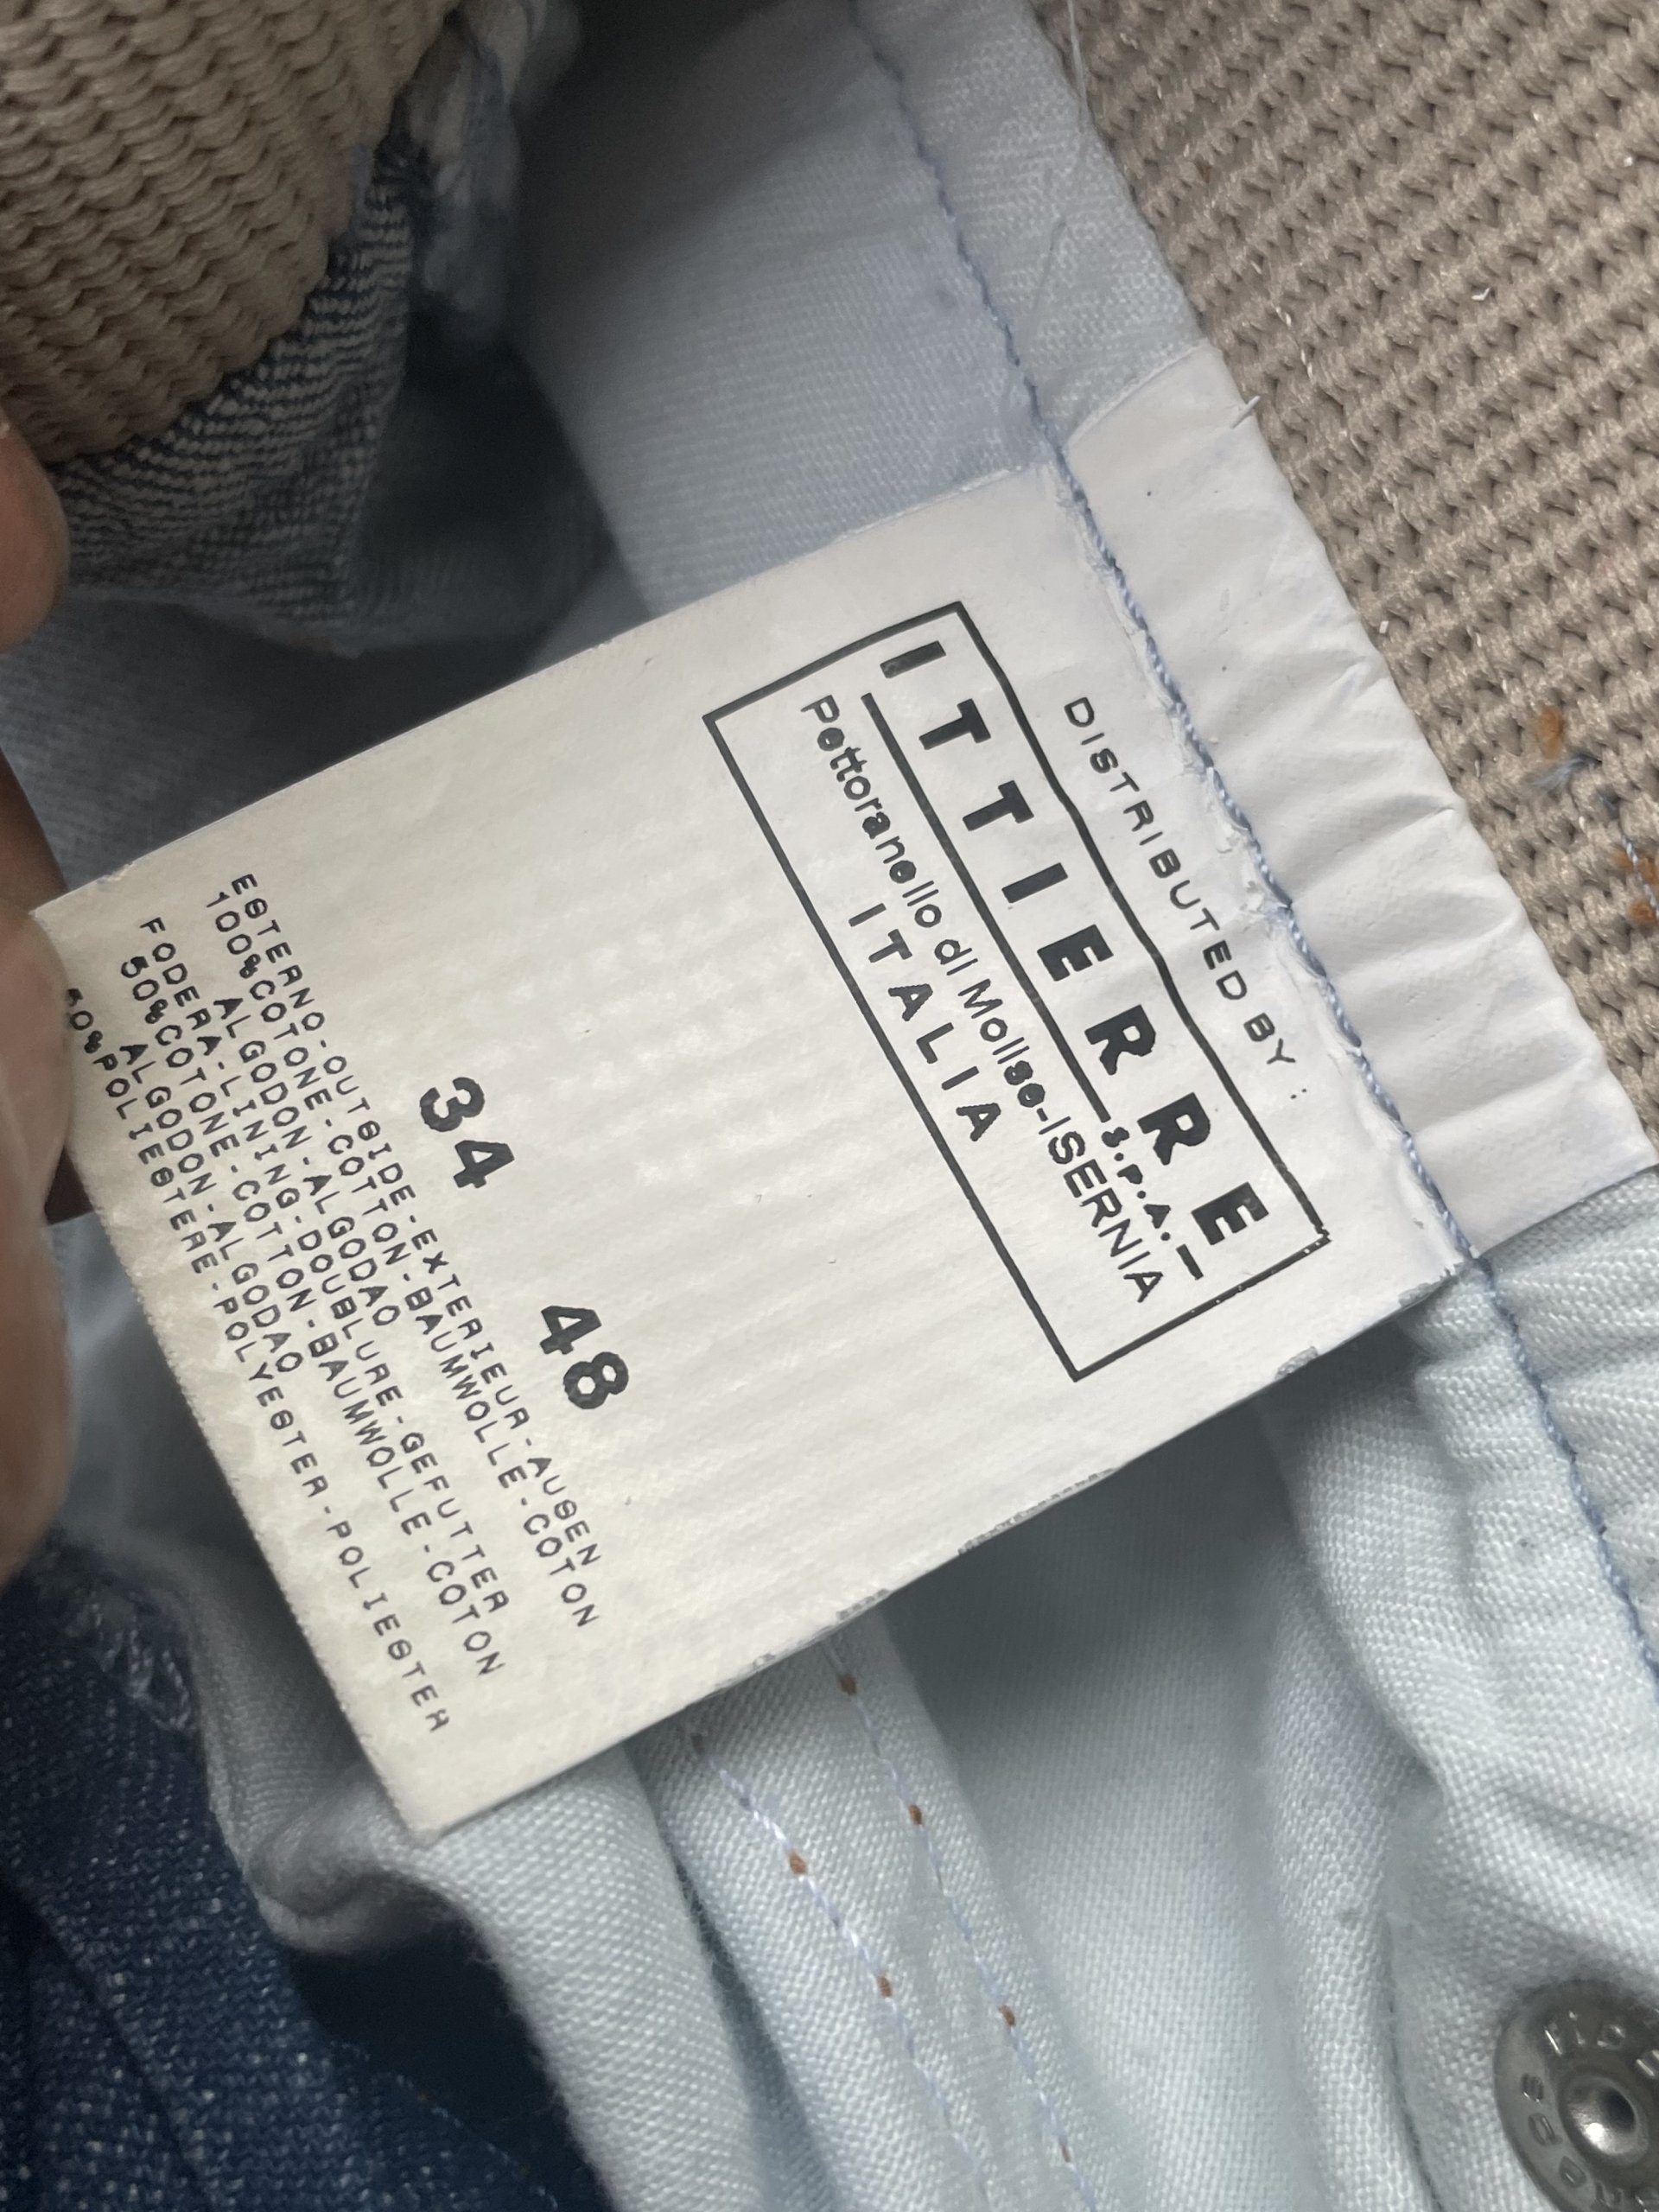 DISTRIBUTED BY :
ITTIERRE S.P.A.
Pettoranello di Molise-ISERNIA
ITALIA
34 48
ESTERNO-OUTSIDE-EXTERIEUR-AUSEN
100%COTONE-COTTON-BAUMWOLLE-COTON
ALGODON-ALGODAO
FODERA-LINING-DOUBLURE-GEFUTTER
50%COTONE-COTTON-BAUMWOLLE-COTON
ALGODON-ALGODAO
50%POLIESTERE-POLYESTER-POLIESTER